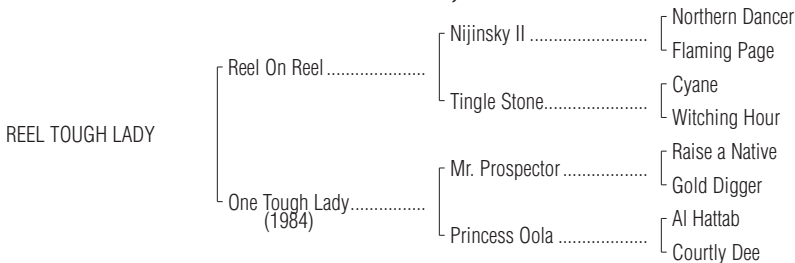 Northern Dancer
Nijinsky II ..........................
Flaming Page
Reel On Reel .....................
Cyane
Tingle Stone.......................
Witching Hour
REEL TOUGH LADY
Raise a Native
Mr. Prospector ...................
Gold Digger
One Tough Lady................
(1984)
Al Hattab
Princess Oola ....................
Courtly Dee